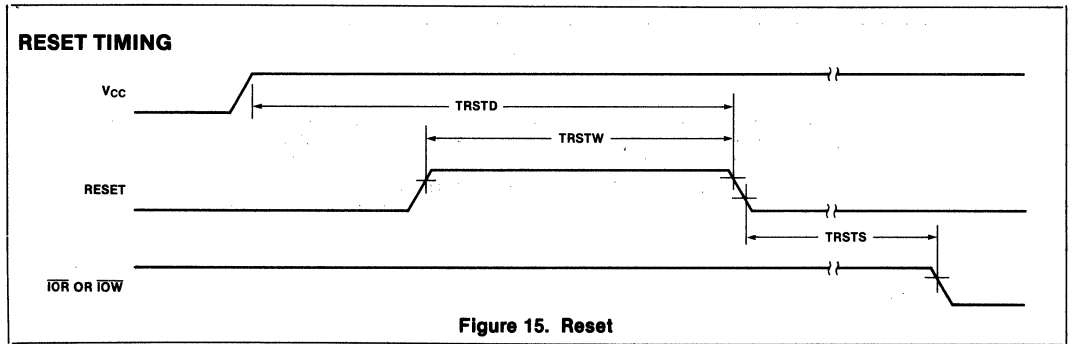 RESET TIMING
VCC
TRSTD
TRSTW
RESET
TRSTS
IOR OR IOW
Figure 15. Reset